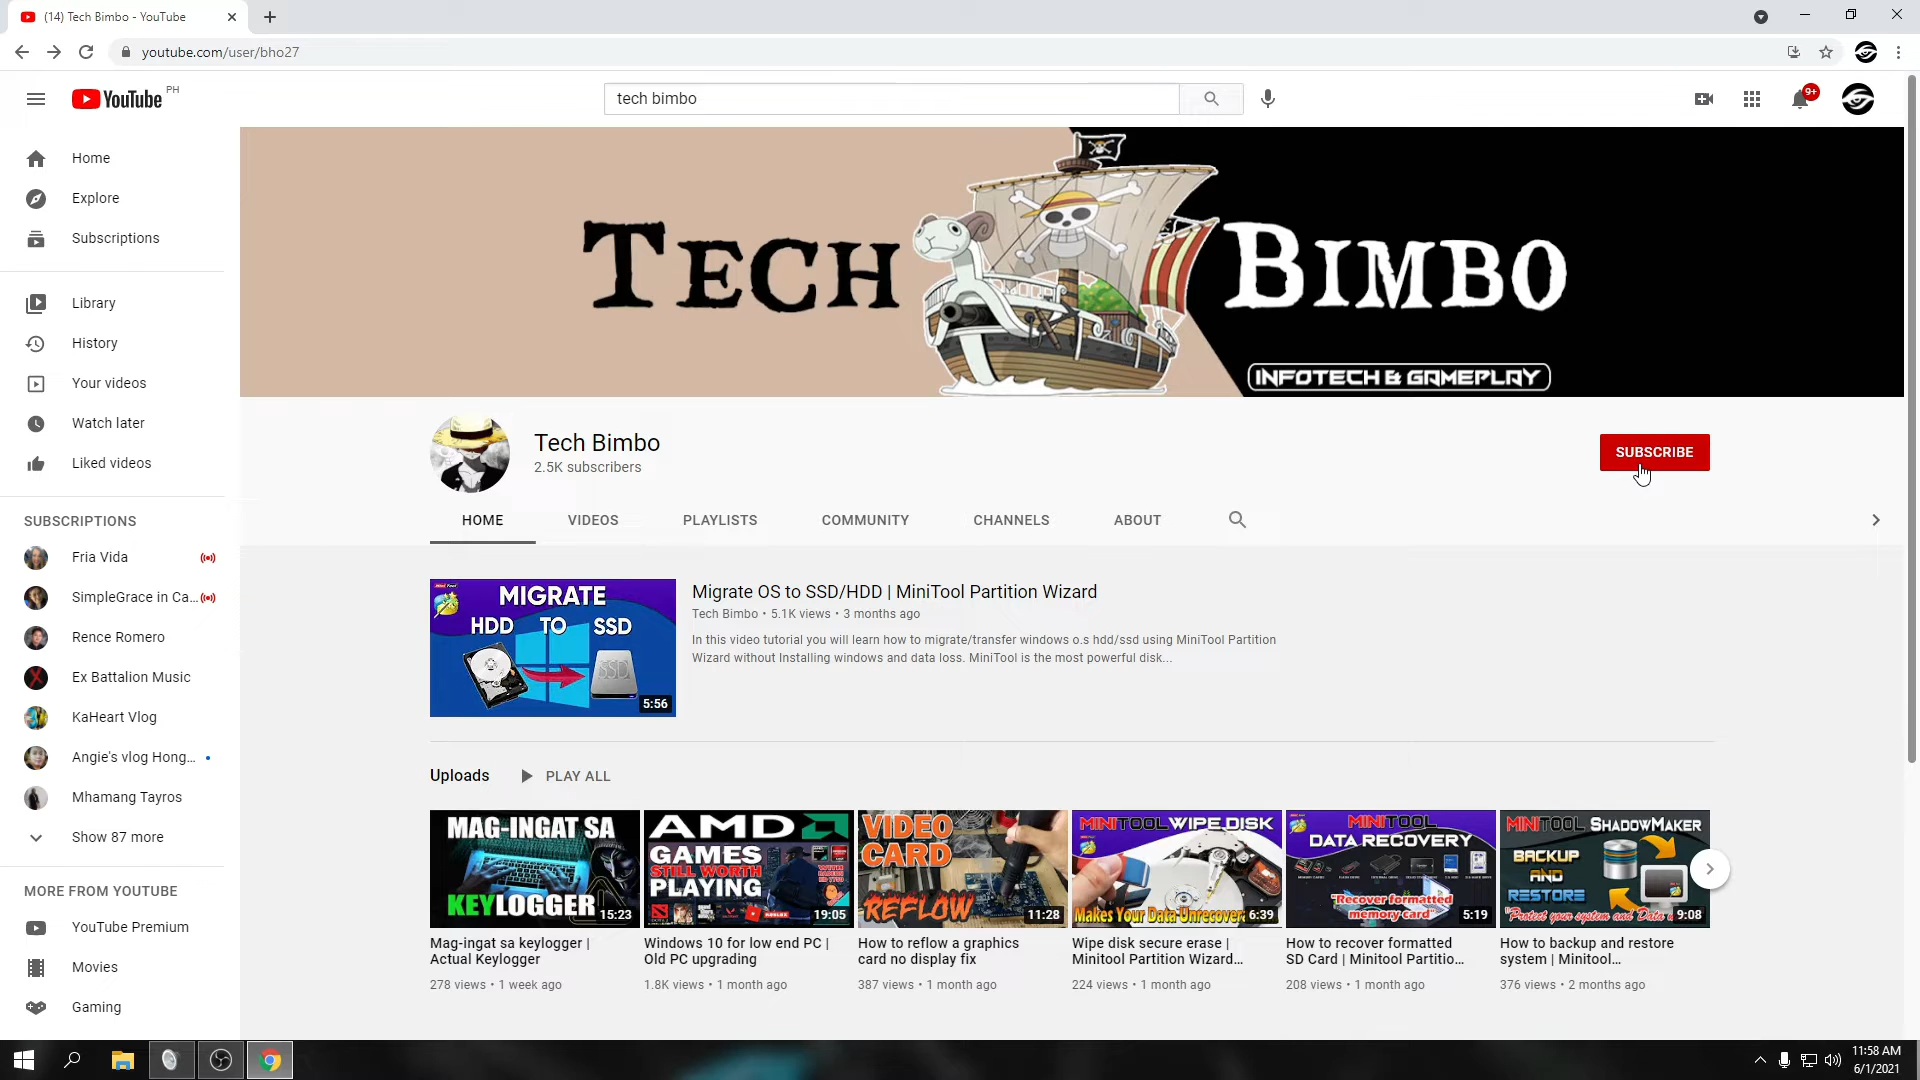 (14) Tech Bimbo - YouTube
youtube.com/user/bho27
YouTube PH
tech bimbo
9+
Home
Explore
Subscriptions
Library
History
Your videos
Watch later
Liked videos
SUBSCRIPTIONS
Fria Vida
SimpleGrace in Ca...
Rence Romero
Ex Battalion Music
KaHeart Vlog
Angie's vlog Hong...
Mhamang Tayros
Show 87 more
MORE FROM YOUTUBE
YouTube Premium
Movies
Gaming
TECH BIMBO
INFOTECH & GAMEPLAY
Tech Bimbo
2.5K subscribers
SUBSCRIBE
HOME VIDEOS PLAYLISTS COMMUNITY CHANNELS ABOUT
MIGRATE
HDD TO SSD
SSD
5:56
Migrate OS to SSD/HDD | MiniTool Partition Wizard
Tech Bimbo • 5.1K views • 3 months ago
In this video tutorial you will learn how to migrate/transfer windows o.s hdd/ssd using MiniTool Partition
Wizard without Installing windows and data loss. MiniTool is the most powerful disk...
Uploads PLAY ALL
MAG-INGAT SA
KEYLOGGER
15:23
Mag-ingat sa keylogger |
Actual Keylogger
278 views • 1 week ago
AMD
GAMES
STILL WORTH
PLAYING
19:05
Windows 10 for low end PC |
Old PC upgrading
1.8K views • 1 month ago
VIDEO
CARD
REFLOW
11:28
How to reflow a graphics
card no display fix
387 views • 1 month ago
MINITOOL WIPE DISK
Makes Your Data Unrecovera
6:39
Wipe disk secure erase |
Minitool Partition Wizard...
224 views • 1 month ago
MINITOOL
DATA RECOVERY
"Recover formatted
memory card"
5:19
How to recover formatted
SD Card | Minitool Partitio...
208 views • 1 month ago
MINITOOL SHADOWMAKER
BACKUP
AND
RESTORE
"Protect your system and Data
9:08
How to backup and restore
system | Minitool...
376 views • 2 months ago
11:58 AM
6/1/2021